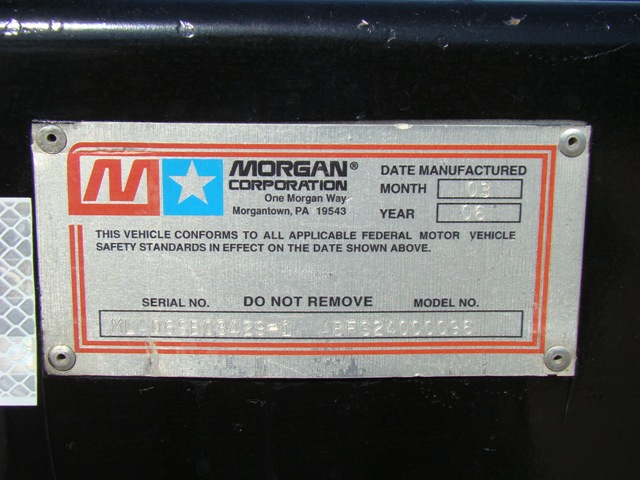 M
MORGAN®
CORPORATION
One Morgan Way
Morgantown, PA 19543
DATE MANUFACTURED
MONTH 03
YEAR 06
THIS VEHICLE CONFORMS TO ALL APPLICABLE FEDERAL MOTOR VEHICLE
SAFETY STANDARDS IN EFFECT ON THE DATE SHOWN ABOVE.
SERIAL NO. DO NOT REMOVE MODEL NO.
ML